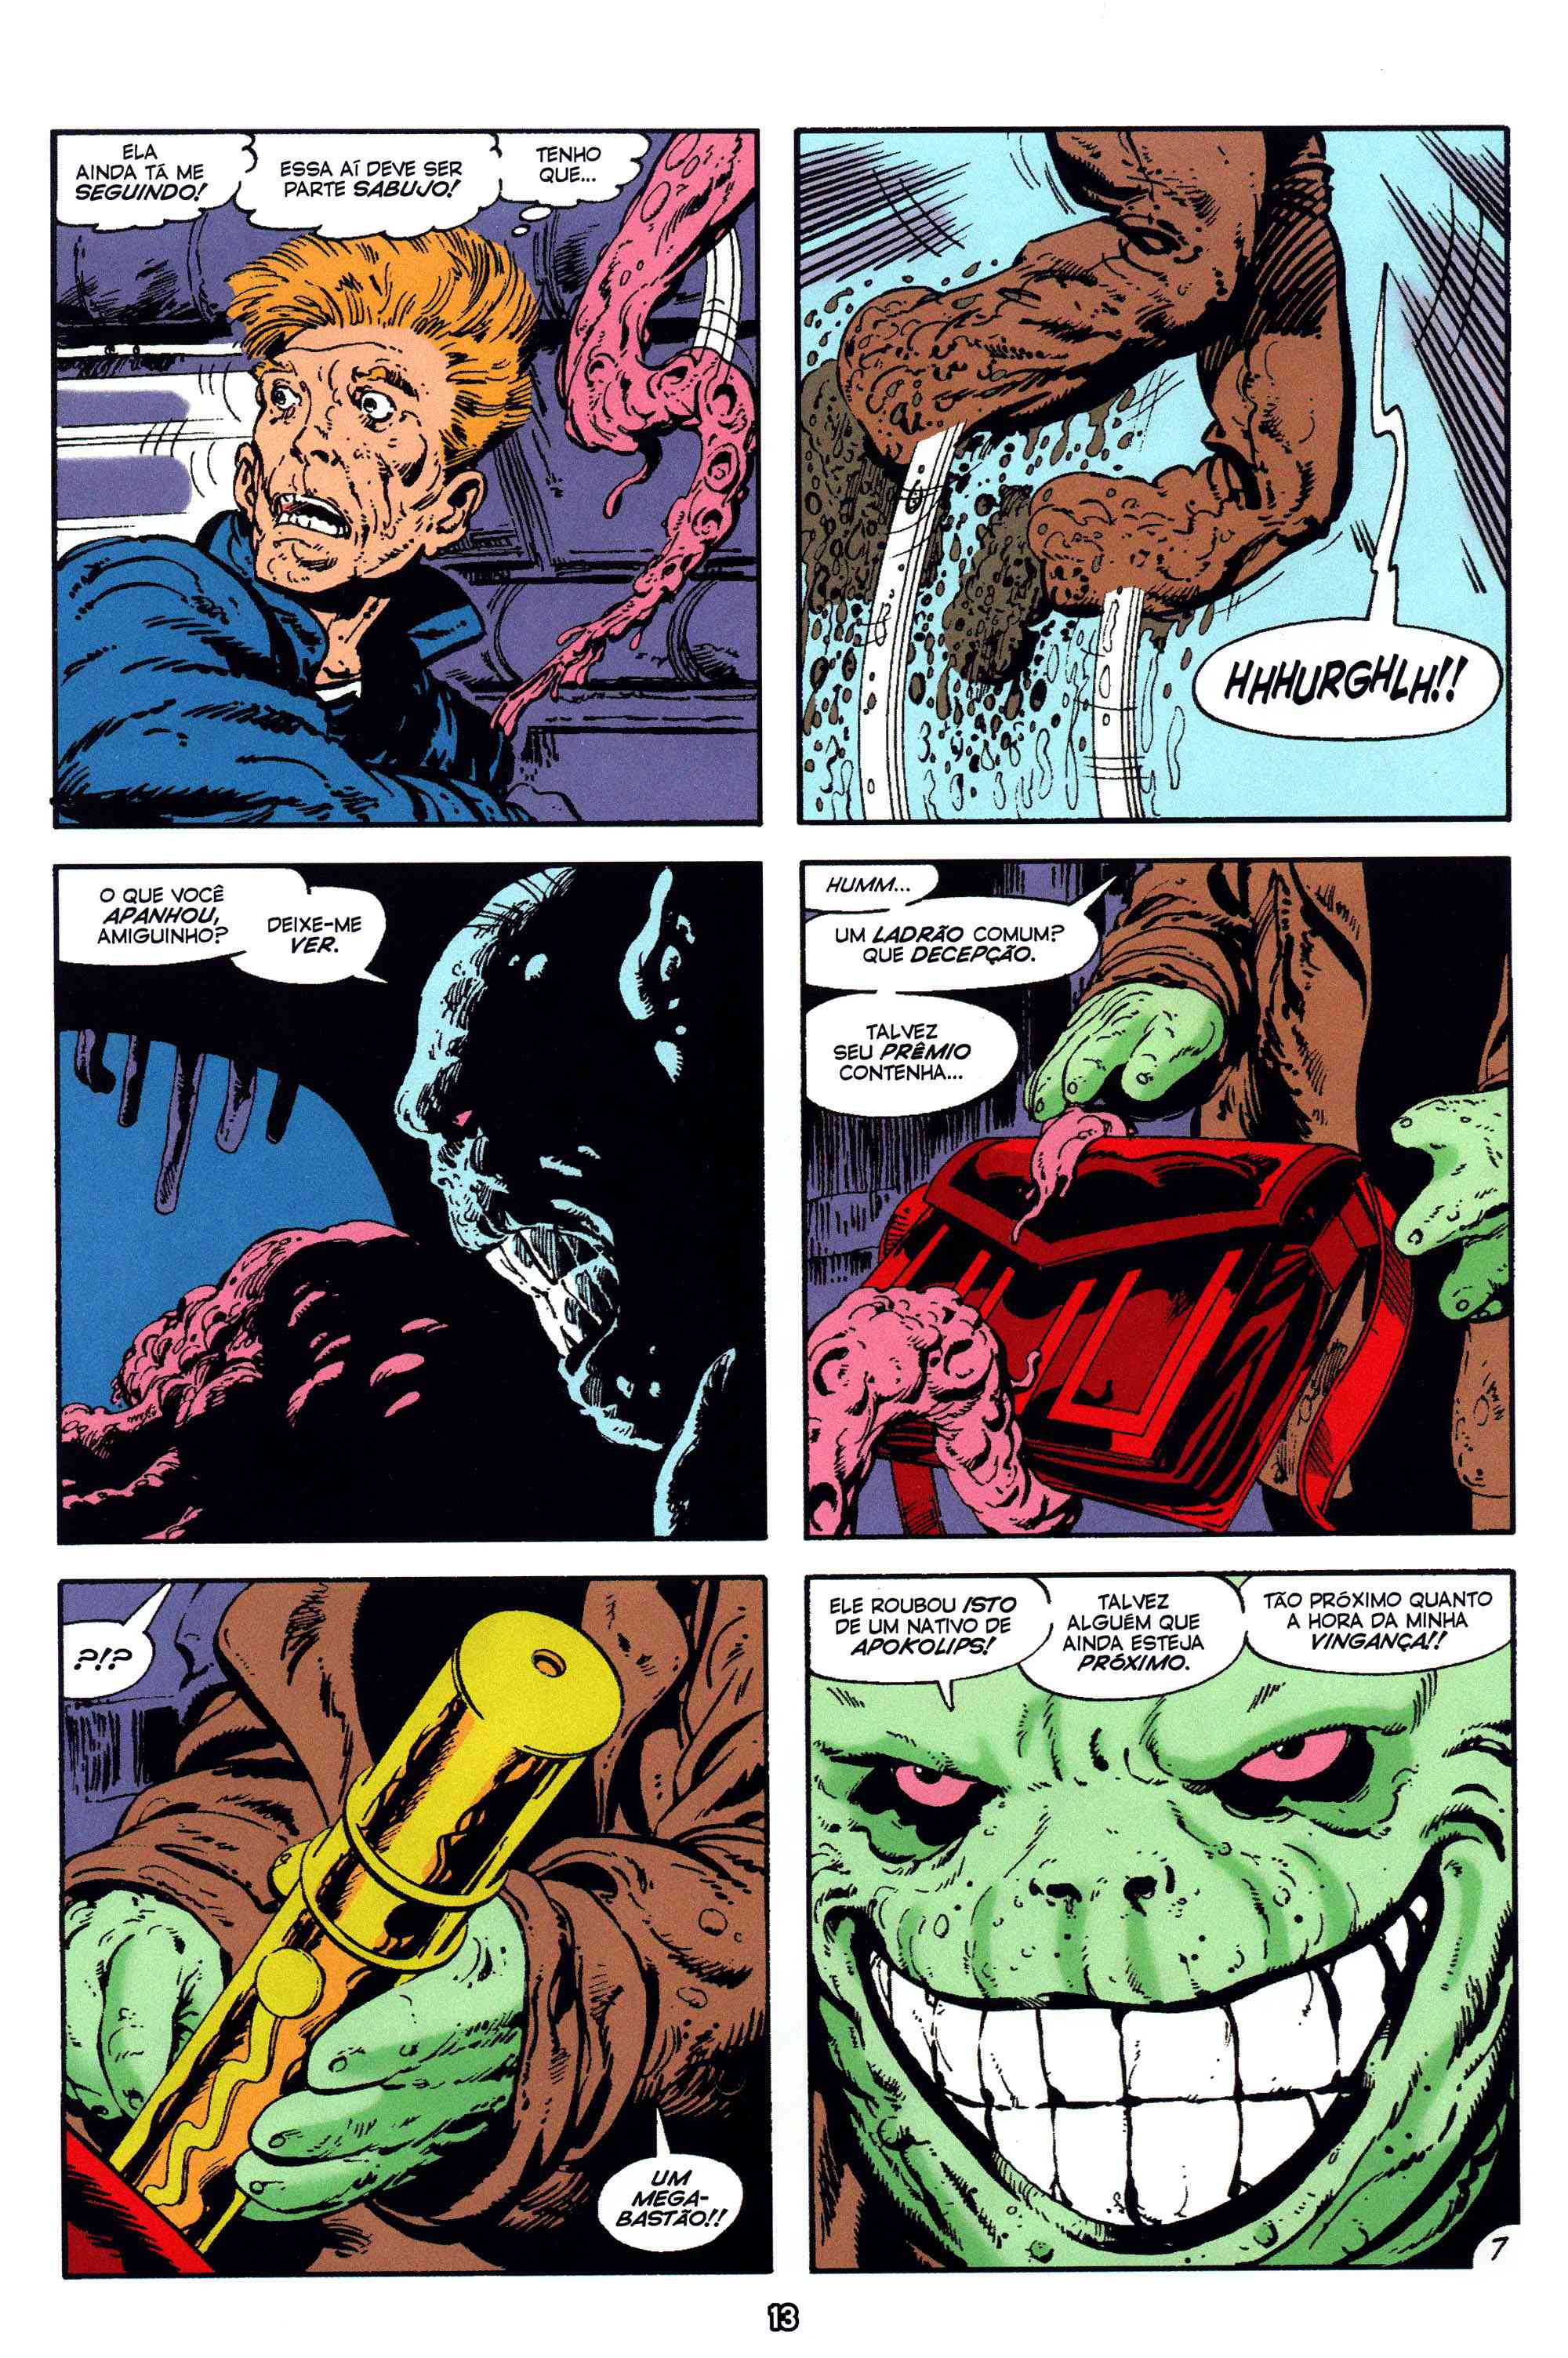 ELA
AINDA TÁ ME
SEGUINDO!
ESSA AÍ DEVE SER
PARTE SABUJO!
TENHO
QUE...
HHHURGHLH!!
O QUE VOCÊ
APANHOU,
AMIGUINHO?
DEIXE-ME
VER.
HUMM...
UM LADRÃO COMUM?
QUE DECEPÇÃO.
TALVEZ
SEU PRÊMIO
CONTENHA...
?!?
UM
MEGA-
BASTÃO!!
ELE ROUBOU ISTO
DE UM NATIVO DE
APOKOLIPS!
TALVEZ
ALGUÉM QUE
AINDA ESTEJA
PRÓXIMO.
TÃO PRÓXIMO QUANTO
A HORA DA MINHA
VINGANÇA!!
7
13